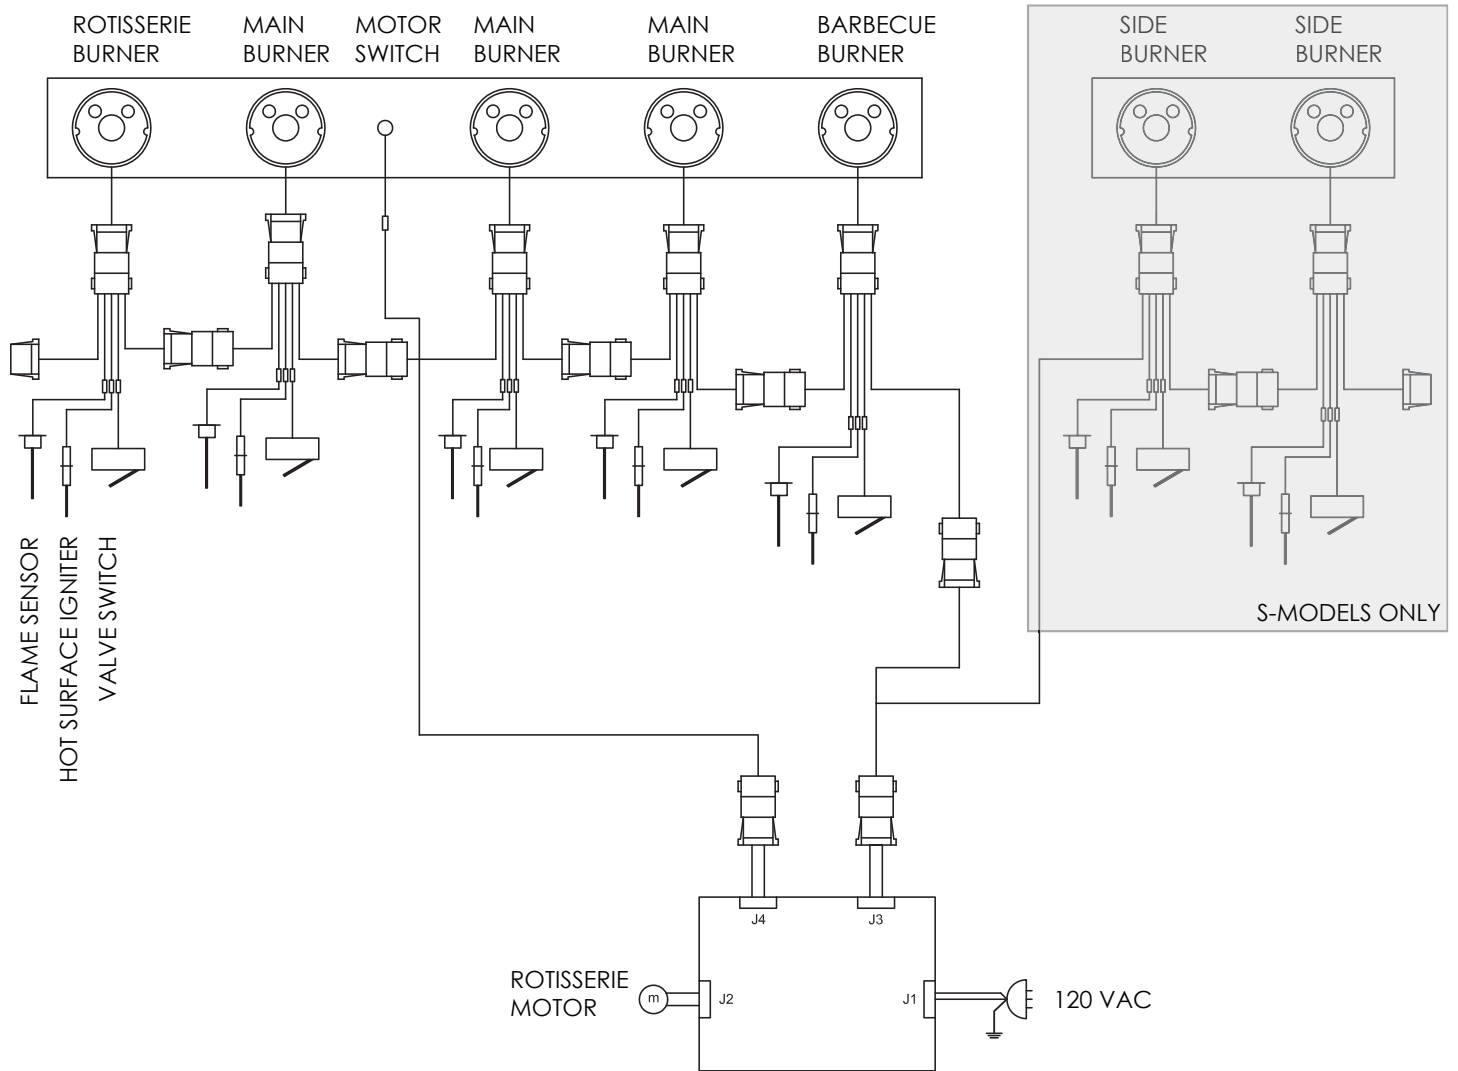 ROTISSERIE
BURNER
MAIN
BURNER
MOTOR
SWITCH
MAIN
BURNER
MAIN
BURNER
BARBECUE
BURNER
SIDE
BURNER
SIDE
BURNER
FLAME SENSOR
HOT SURFACE IGNITER
VALVE SWITCH
S-MODELS ONLY
J4
J3
ROTISSERIE
MOTOR
m
J2
J1
120 VAC